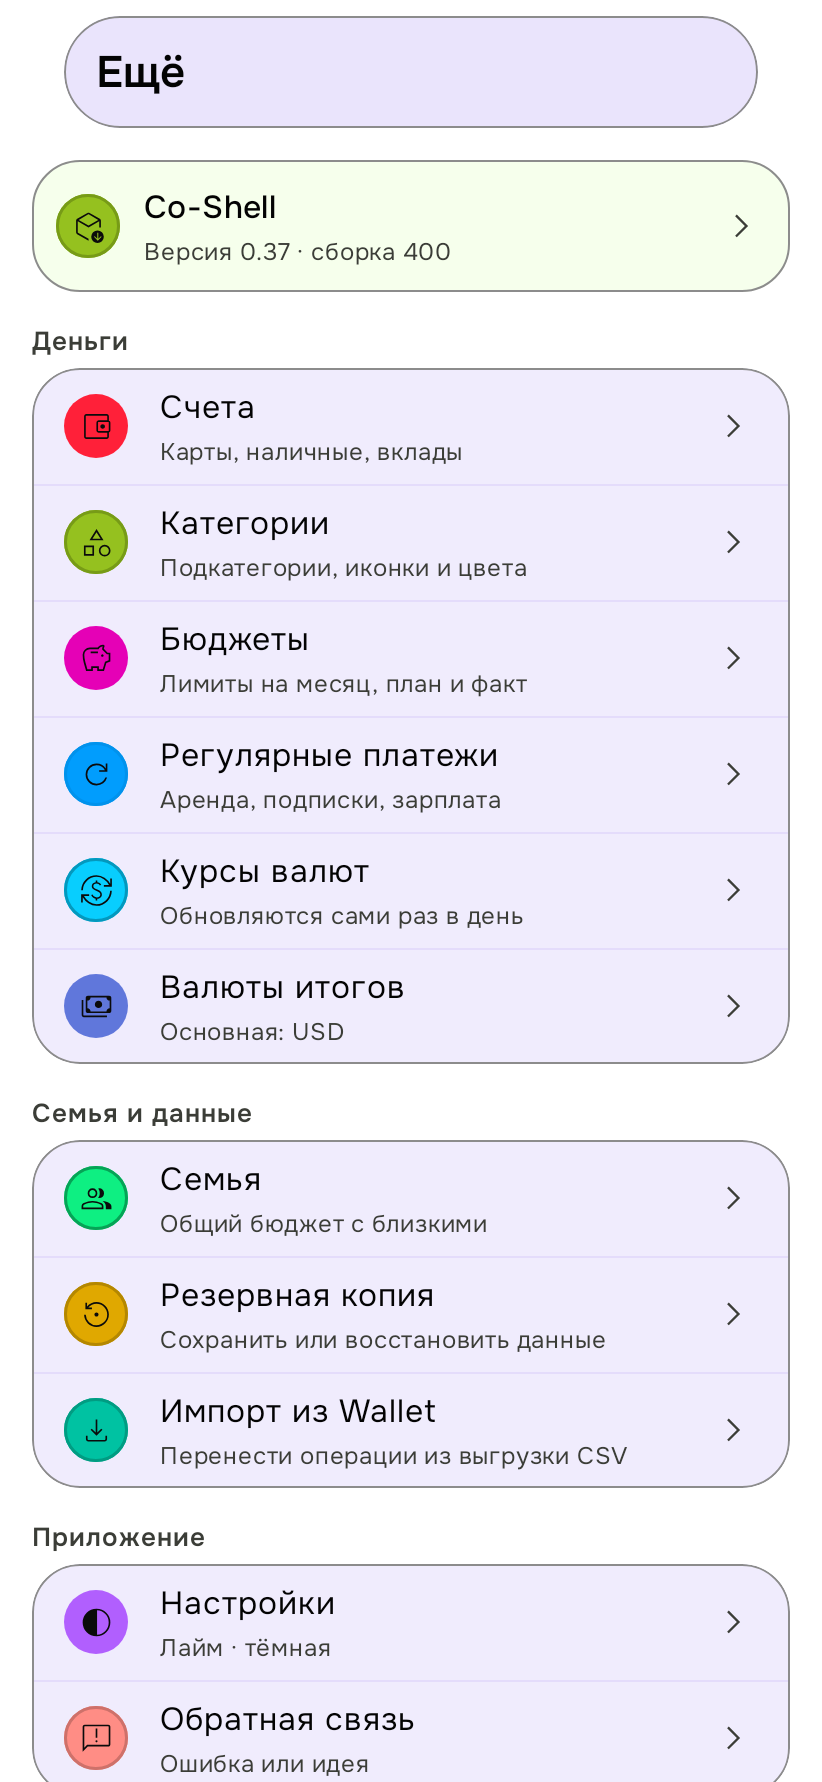 Ещё
Co-Shell
Версия 0.37 · сборка 400
Деньги
Счета
Карты, наличные, вклады
Категории
Подкатегории, иконки и цвета
Бюджеты
Лимиты на месяц, план и факт
Регулярные платежи
Аренда, подписки, зарплата
Курсы валют
Обновляются сами раз в день
Валюты итогов
Основная: USD
Семья и данные
Семья
Общий бюджет с близкими
Резервная копия
Сохранить или восстановить данные
Импорт из Wallet
Перенести операции из выгрузки CSV
Приложение
Настройки
Лайм · тёмная
Обратная связь
Ошибка или идея